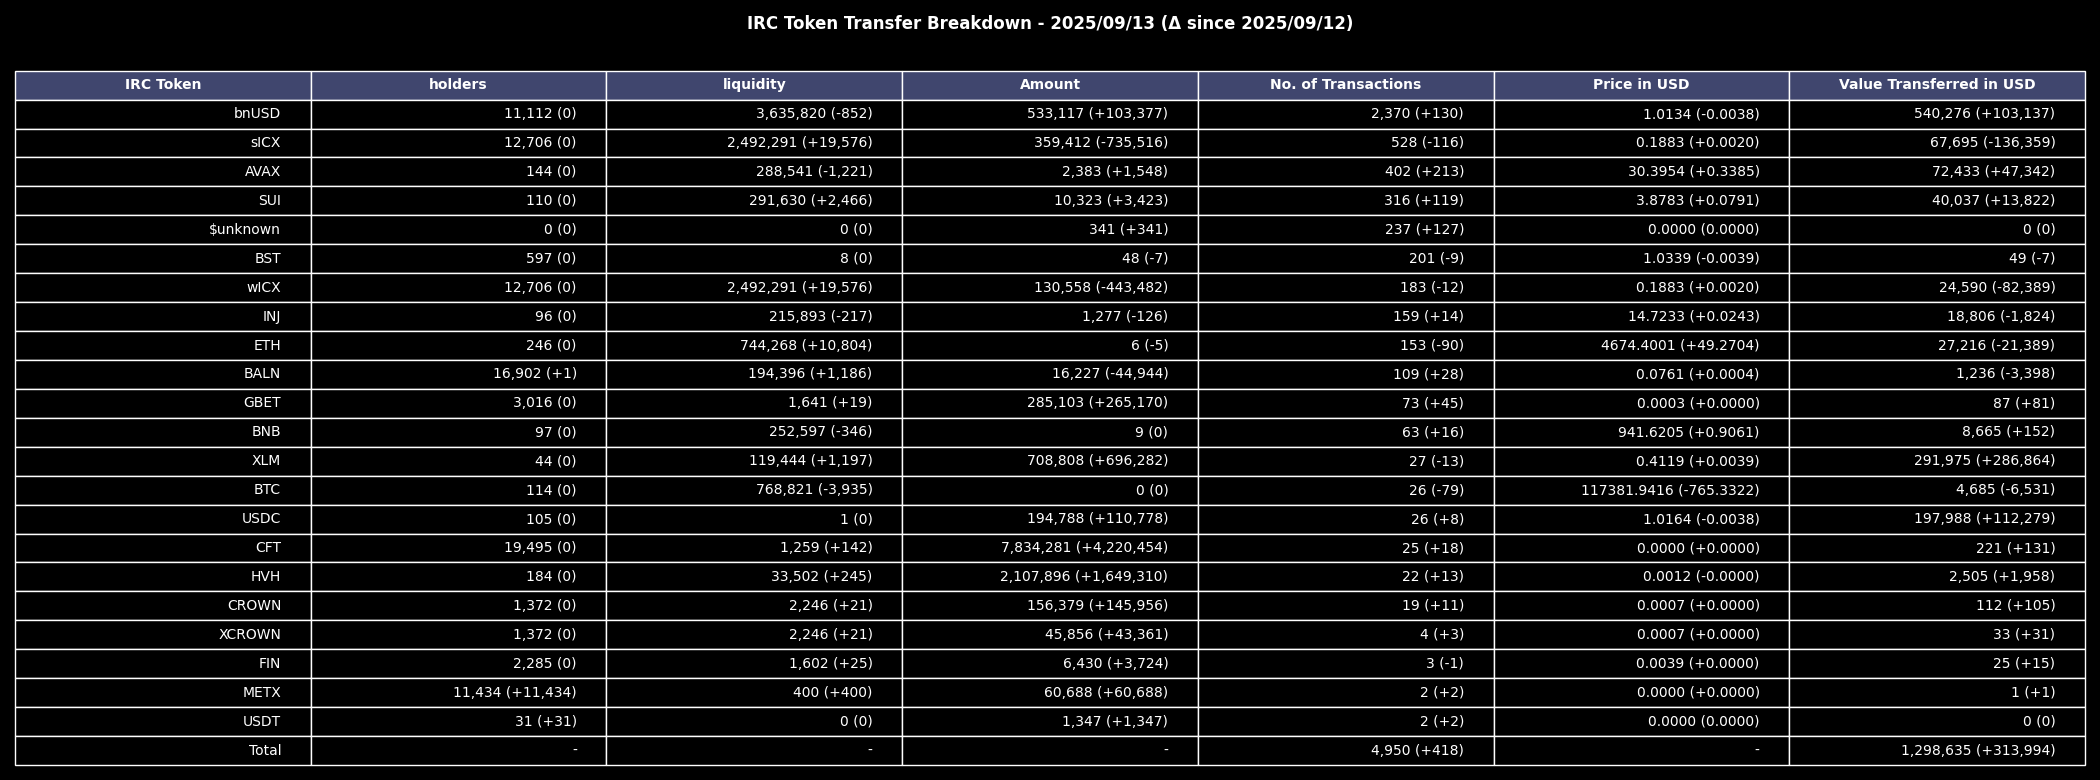 IRC Token Transfer Breakdown - 2025/09/13 (Δ since 2025/09/12)
IRC Token holders liquidity Amount No. of Transactions Price in USD Value Transferred in USD
bnUSD 11,112 (0) 3,635,820 (-852) 533,117 (+103,377) 2,370 (+130) 1.0134 (-0.0038) 540,276 (+103,137)
sICX 12,706 (0) 2,492,291 (+19,576) 359,412 (-735,516) 528 (-116) 0.1883 (+0.0020) 67,695 (-136,359)
AVAX 144 (0) 288,541 (-1,221) 2,383 (+1,548) 402 (+213) 30.3954 (+0.3385) 72,433 (+47,342)
SUI 110 (0) 291,630 (+2,466) 10,323 (+3,423) 316 (+119) 3.8783 (+0.0791) 40,037 (+13,822)
$unknown 0 (0) 0 (0) 341 (+341) 237 (+127) 0.0000 (0.0000) 0 (0)
BST 597 (0) 8 (0) 48 (-7) 201 (-9) 1.0339 (-0.0039) 49 (-7)
wICX 12,706 (0) 2,492,291 (+19,576) 130,558 (-443,482) 183 (-12) 0.1883 (+0.0020) 24,590 (-82,389)
INJ 96 (0) 215,893 (-217) 1,277 (-126) 159 (+14) 14.7233 (+0.0243) 18,806 (-1,824)
ETH 246 (0) 744,268 (+10,804) 6 (-5) 153 (-90) 4674.4001 (+49.2704) 27,216 (-21,389)
BALN 16,902 (+1) 194,396 (+1,186) 16,227 (-44,944) 109 (+28) 0.0761 (+0.0004) 1,236 (-3,398)
GBET 3,016 (0) 1,641 (+19) 285,103 (+265,170) 73 (+45) 0.0003 (+0.0000) 87 (+81)
BNB 97 (0) 252,597 (-346) 9 (0) 63 (+16) 941.6205 (+0.9061) 8,665 (+152)
XLM 44 (0) 119,444 (+1,197) 708,808 (+696,282) 27 (-13) 0.4119 (+0.0039) 291,975 (+286,864)
BTC 114 (0) 768,821 (-3,935) 0 (0) 26 (-79) 117381.9416 (-765.3322) 4,685 (-6,531)
USDC 105 (0) 1 (0) 194,788 (+110,778) 26 (+8) 1.0164 (-0.0038) 197,988 (+112,279)
CFT 19,495 (0) 1,259 (+142) 7,834,281 (+4,220,454) 25 (+18) 0.0000 (+0.0000) 221 (+131)
HVH 184 (0) 33,502 (+245) 2,107,896 (+1,649,310) 22 (+13) 0.0012 (-0.0000) 2,505 (+1,958)
CROWN 1,372 (0) 2,246 (+21) 156,379 (+145,956) 19 (+11) 0.0007 (+0.0000) 112 (+105)
XCROWN 1,372 (0) 2,246 (+21) 45,856 (+43,361) 4 (+3) 0.0007 (+0.0000) 33 (+31)
FIN 2,285 (0) 1,602 (+25) 6,430 (+3,724) 3 (-1) 0.0039 (+0.0000) 25 (+15)
METX 11,434 (+11,434) 400 (+400) 60,688 (+60,688) 2 (+2) 0.0000 (+0.0000) 1 (+1)
USDT 31 (+31) 0 (0) 1,347 (+1,347) 2 (+2) 0.0000 (0.0000) 0 (0)
Total - - - 4,950 (+418) - 1,298,635 (+313,994)